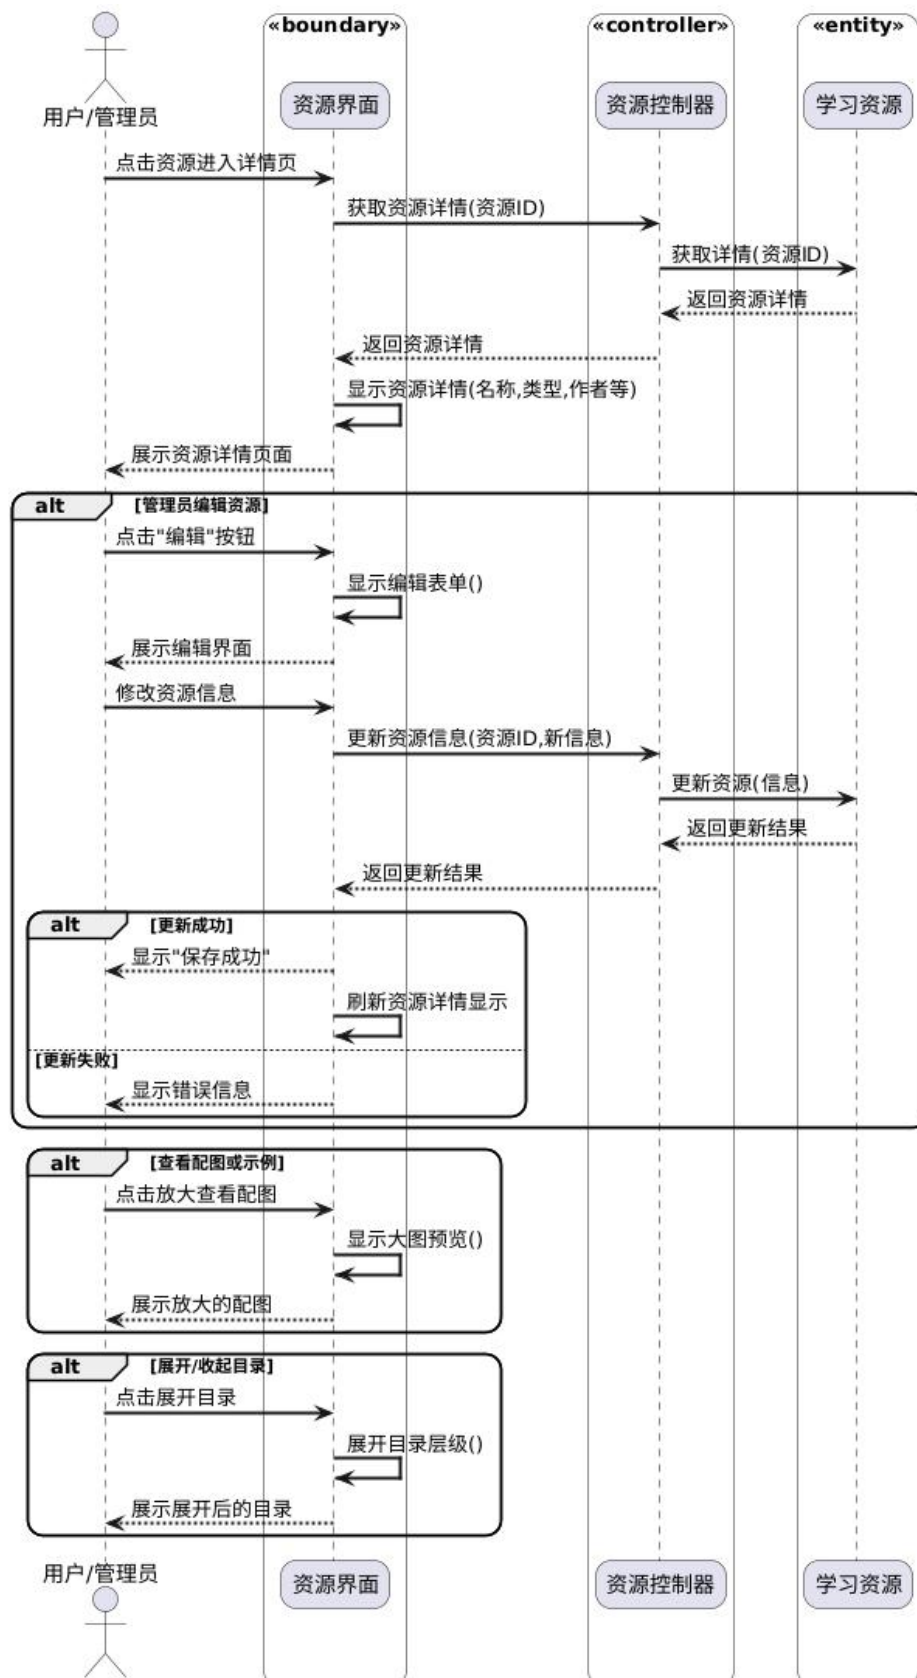 «boundary»
«controller»
«entity»
用户/管理员
资源界面
资源控制器
学习资源
点击资源进入详情页
获取资源详情(资源ID)
获取详情(资源ID)
返回资源详情
返回资源详情
显示资源详情(名称,类型,作者等)
展示资源详情页面
alt [管理员编辑资源]
点击"编辑"按钮
显示编辑表单()
展示编辑界面
修改资源信息
更新资源信息(资源ID,新信息)
更新资源(信息)
返回更新结果
返回更新结果
alt [更新成功]
显示"保存成功"
刷新资源详情显示
[更新失败]
显示错误信息
alt [查看配图或示例]
点击放大查看配图
显示大图预览()
展示放大的配图
alt [展开/收起目录]
点击展开目录
展开目录层级()
展示展开后的目录
用户/管理员
资源界面
资源控制器
学习资源